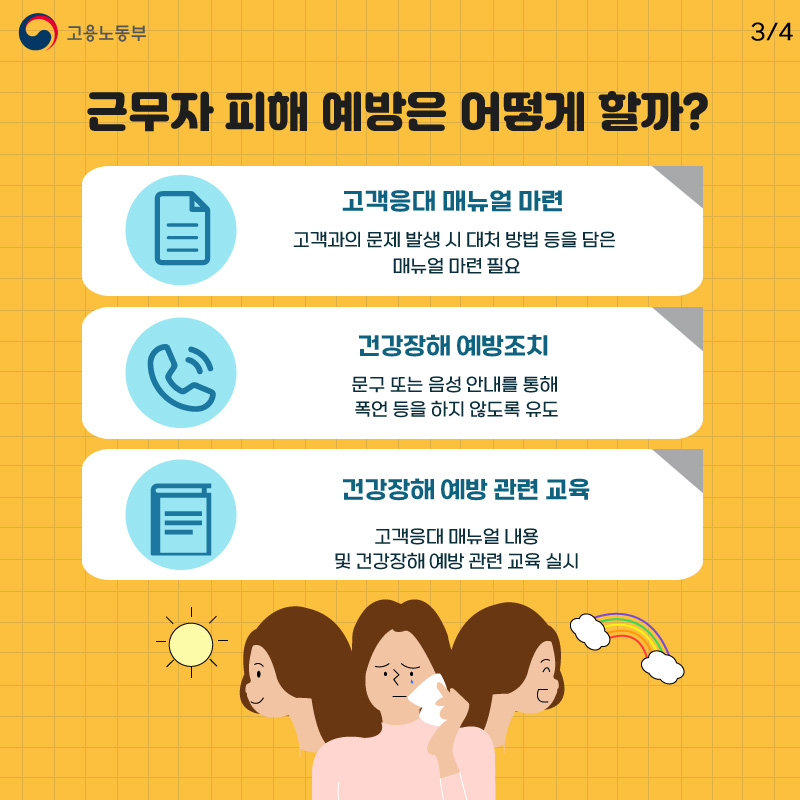 고용노동부
3/4
근무자 피해 예방은 어떻게 할까?
고객응대 매뉴얼 마련
고객과의 문제 발생 시 대처 방법 등을 담은
매뉴얼 마련 필요
건강장해 예방조치
문구 또는 음성 안내를 통해
폭언 등을 하지 않도록 유도
건강장해 예방 관련 교육
고객응대 매뉴얼 내용
및 건강장해 예방 관련 교육 실시